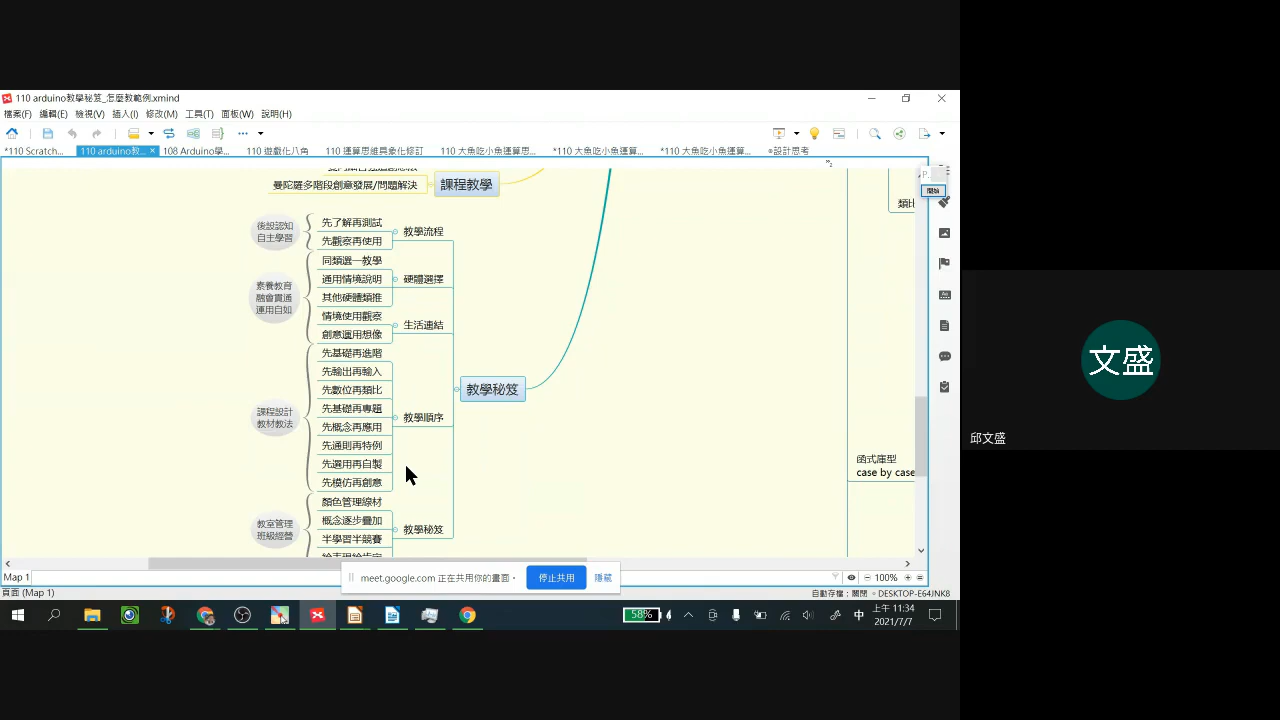 110 arduino教學秘笈_怎麼教範例.xmind
檔案(F) 編輯(E) 檢視(V) 插入(I) 修改(M) 工具(T) 面板(W) 說明(H)
*110 Scratch... 110 arduino教... 108 Arduino學... 110 遊戲化八角 110 運算思維具象化修訂 110 大魚吃小魚運算思... *110 大魚吃小魚運算... *110 大魚吃小魚運算... ※設計思考
曼陀羅多階段創意發展/問題解決
課程教學
開始
類比
後設認知
自主學習
先了解再測試
先觀察再使用
教學流程
素養教育
融會貫通
運用自如
同類選一教學
通用情境說明
其他硬體類推
硬體選擇
情境使用觀察
創意運用想像
生活連結
教學秘笈
課程設計
教材教法
先基礎再進階
先輸出再輸入
先數位再類比
先基礎再專題
先概念再應用
先通則再特例
先選用再自製
先模仿再創意
教學順序
教室管理
班級經營
顏色管理線材
概念逐步疊加
半學習半競賽
教學秘笈
函式庫型
case by case
Map 1
100%
頁面 (Map 1)
自動存檔：關閉
DESKTOP-E64JNK8
meet.google.com 正在共用你的畫面。
停止共用
隱藏
58%
中
上午 11:34
2021/7/7
文盛
邱文盛